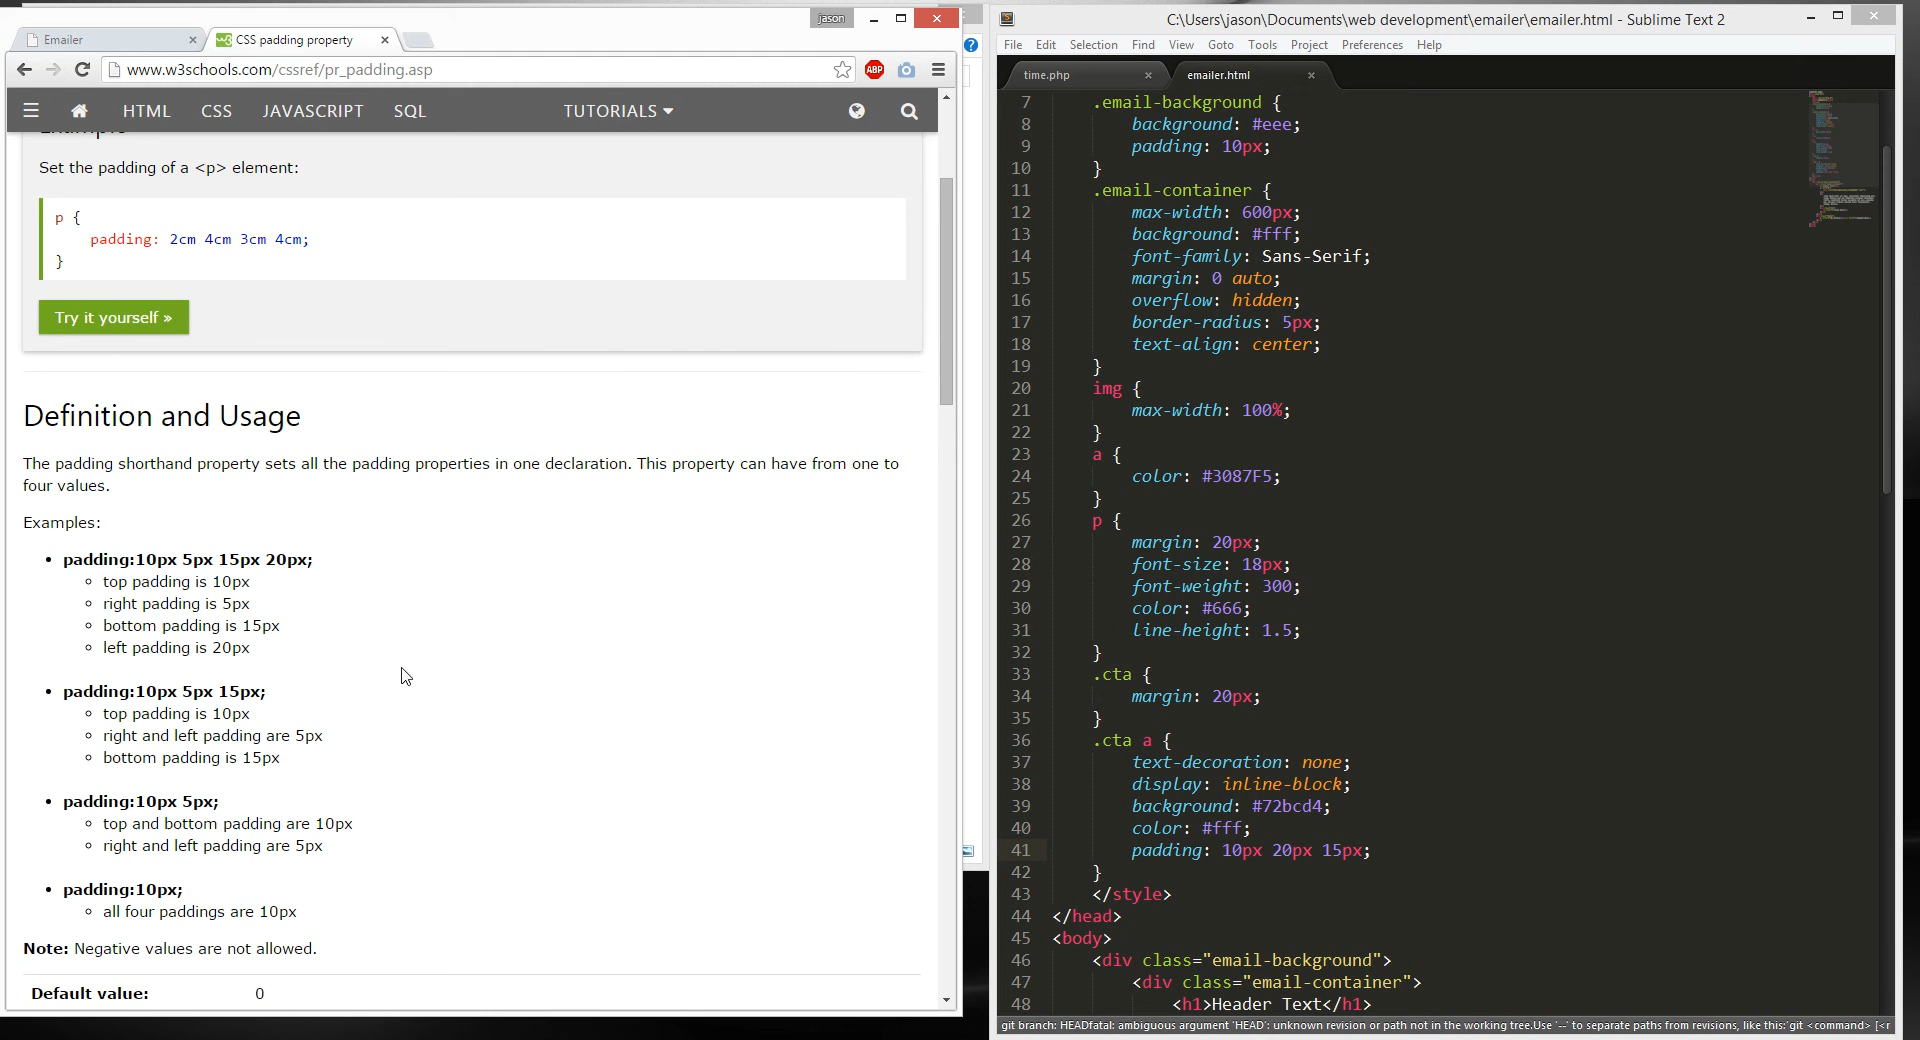 jason
Emailer
CSS padding property
www.w3schools.com/cssref/pr_padding.asp
ABP
HTML CSS JAVASCRIPT SQL TUTORIALS
Example
Set the padding of a <p> element:
p {
padding: 2cm 4cm 3cm 4cm;
}
Try it yourself »
Definition and Usage
The padding shorthand property sets all the padding properties in one declaration. This property can have from one to
four values.
Examples:
padding:10px 5px 15px 20px;
top padding is 10px
right padding is 5px
bottom padding is 15px
left padding is 20px
padding:10px 5px 15px;
top padding is 10px
right and left padding are 5px
bottom padding is 15px
padding:10px 5px;
top and bottom padding are 10px
right and left padding are 5px
padding:10px;
all four paddings are 10px
Note: Negative values are not allowed.
Default value: 0
C:\Users\jason\Documents\web development\emailer\emailer.html - Sublime Text 2
File Edit Selection Find View Goto Tools Project Preferences Help
time.php
emailer.html
7 .email-background {
8 background: #eee;
9 padding: 10px;
10 }
11 .email-container {
12 max-width: 600px;
13 background: #fff;
14 font-family: Sans-Serif;
15 margin: 0 auto;
16 overflow: hidden;
17 border-radius: 5px;
18 text-align: center;
19 }
20 img {
21 max-width: 100%;
22 }
23 a {
24 color: #3087F5;
25 }
26 p {
27 margin: 20px;
28 font-size: 18px;
29 font-weight: 300;
30 color: #666;
31 line-height: 1.5;
32 }
33 .cta {
34 margin: 20px;
35 }
36 .cta a {
37 text-decoration: none;
38 display: inline-block;
39 background: #72bcd4;
40 color: #fff;
41 padding: 10px 20px 15px;
42 }
43 </style>
44 </head>
45 <body>
46 <div class="email-background">
47 <div class="email-container">
48 <h1>Header Text</h1>
git branch: HEADfatal: ambiguous argument 'HEAD': unknown revision or path not in the working tree.Use '--' to separate paths from revisions, like this:'git <command> [<r